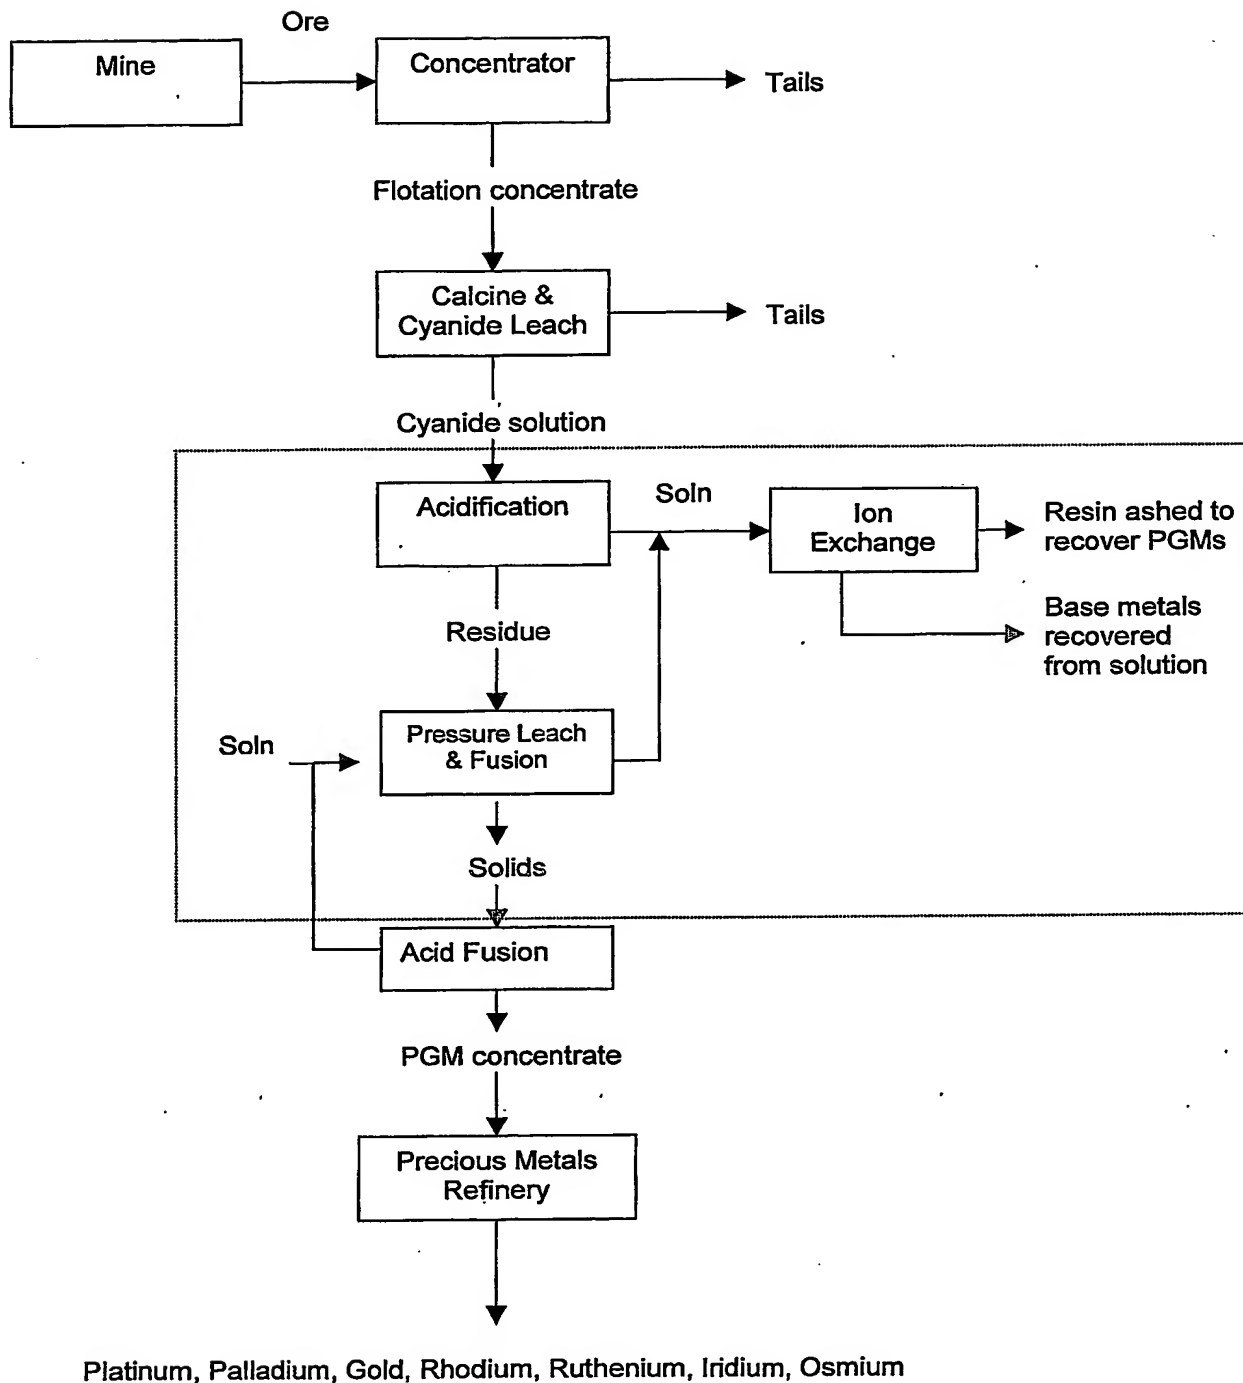 Ore
Mine
Concentrator
Tails
Flotation concentrate
Calcine &
Cyanide Leach
Tails
Cyanide solution
Acidification
Soln
Ion
Exchange
Resin ashed to
recover PGMs
Base metals
recovered
from solution
Residue
Soln
Pressure Leach
& Fusion
Solids
Acid Fusion
PGM concentrate
Precious Metals
Refinery
Platinum, Palladium, Gold, Rhodium, Ruthenium, Iridium, Osmium